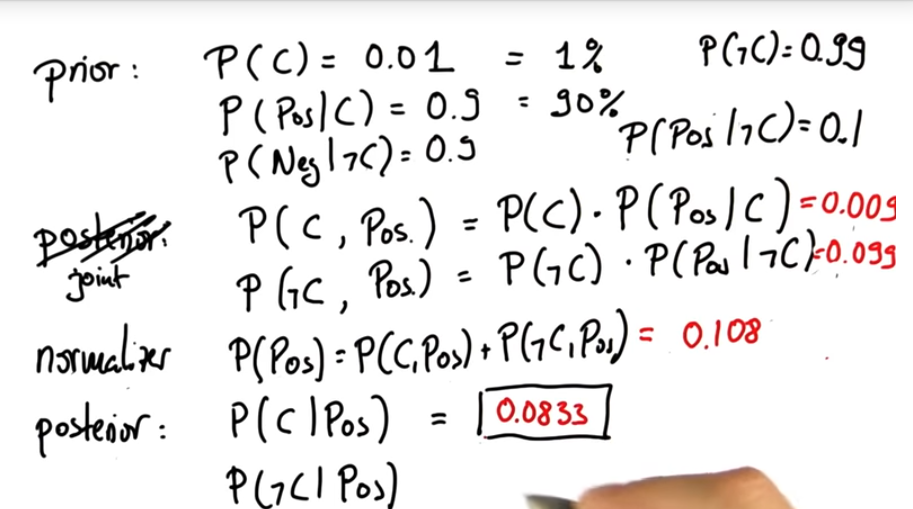 prior: P(C) = 0.01 = 1% P(¬C) = 0.99
P(Pos|C) = 0.9 = 90%
P(Pos|¬C) = 0.1
P(Neg|¬C) = 0.9
posterior:
joint
P(C, Pos.) = P(C) · P(Pos|C) = 0.009
P(¬C, Pos.) = P(¬C) · P(Pos|¬C) = 0.099
normalizer P(Pos) = P(C,Pos) + P(¬C,Pos) = 0.108
posterior: P(C|Pos) = 0.0833
P(¬C|Pos)